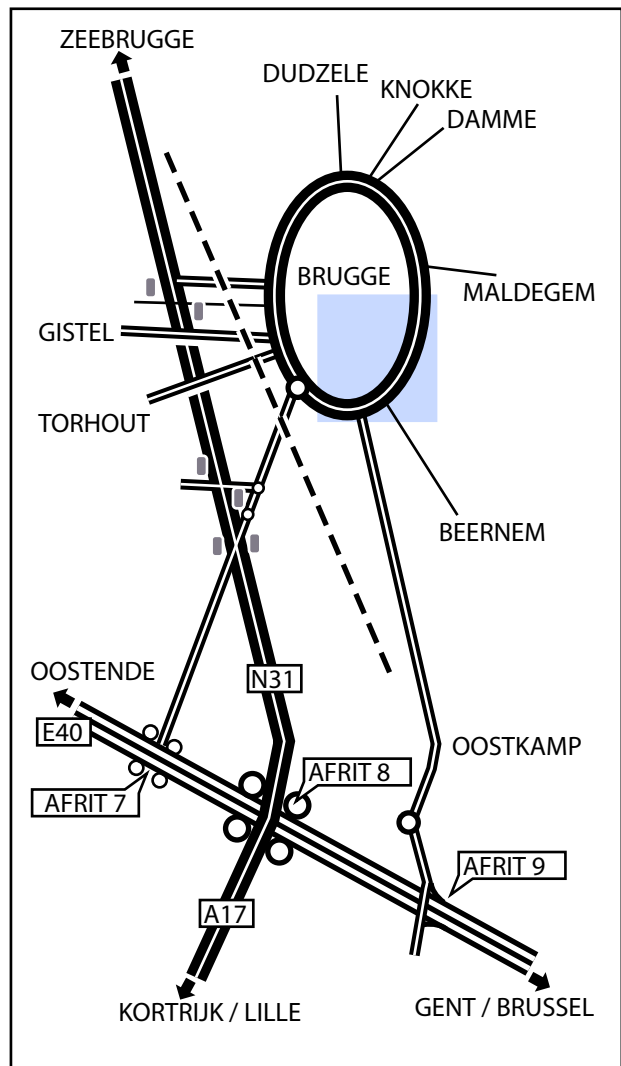 ZEEBRUGGE
DUDZELE
KNOKKE
DAMME
BRUGGE
MALDEGEM
GISTEL
TORHOUT
BEERNEM
OOSTENDE
N31
E40
OOSTKAMP
AFRIT 8
AFRIT 7
AFRIT 9
A17
KORTRIJK / LILLE
GENT / BRUSSEL